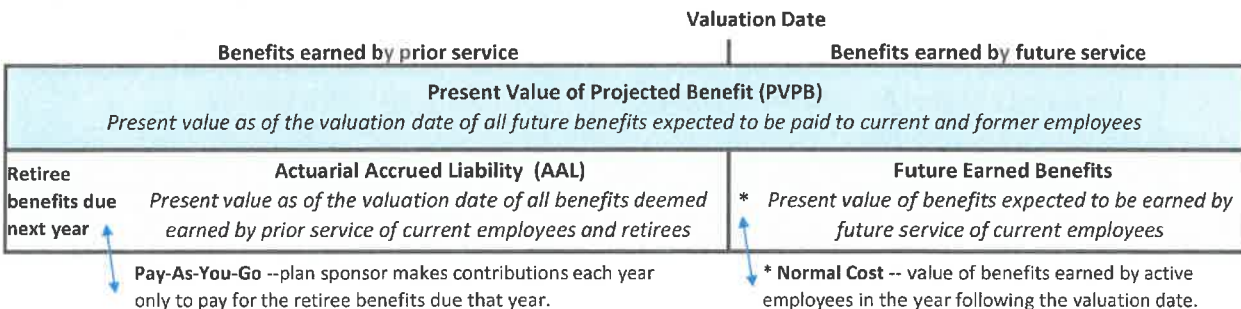 Valuation Date
Benefits earned by prior service
Benefits earned by future service
Present Value of Projected Benefit (PVPB)
Present value as of the valuation date of all future benefits expected to be paid to current and former employees
Retiree
benefits due
next year
Actuarial Accrued Liability (AAL)
Present value as of the valuation date of all benefits deemed
earned by prior service of current employees and retirees
Future Earned Benefits
* Present value of benefits expected to be earned by
future service of current employees
Pay-As-You-Go --plan sponsor makes contributions each year
only to pay for the retiree benefits due that year.
* Normal Cost -- value of benefits earned by active
employees in the year following the valuation date.